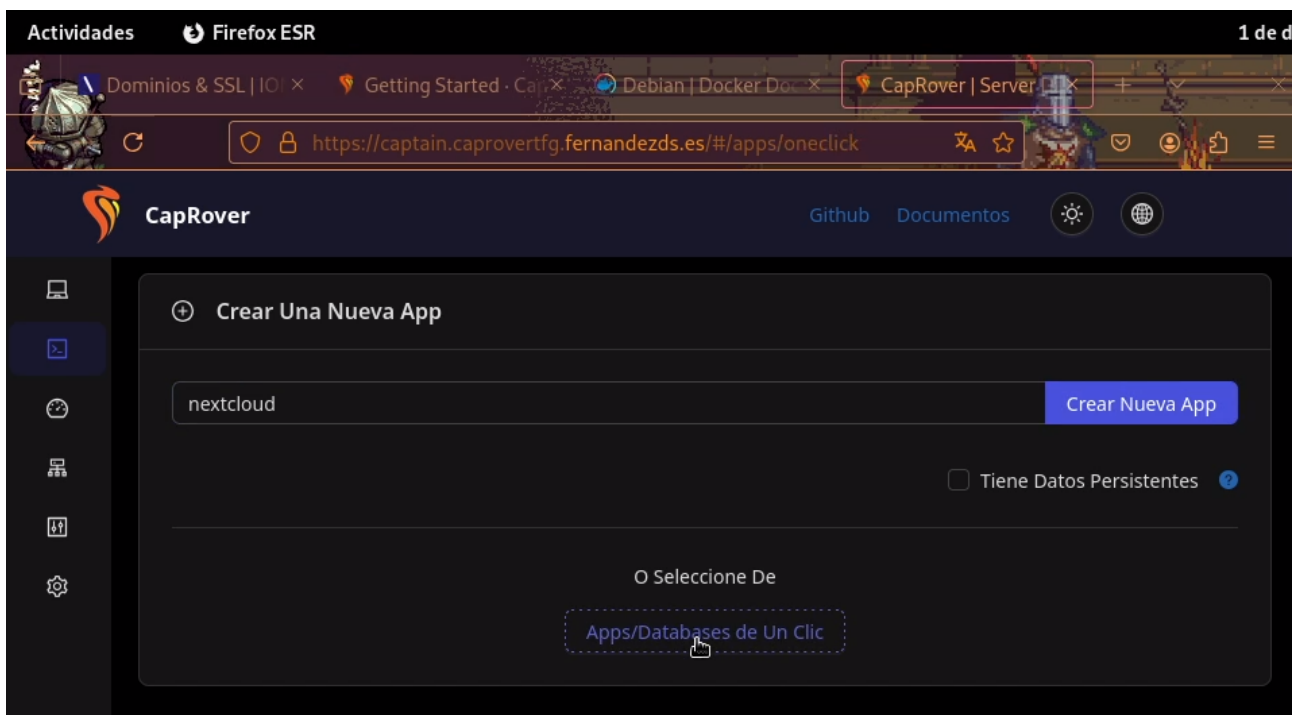 Actividades Firefox ESR 1 de d
Dominios & SSL | IO Getting Started · Ca Debian | Docker Do CapRover | Server
https://captain.caprovertfg.fernandezds.es/#/apps/oneclick
CapRover Github Documentos
Crear Una Nueva App
nextcloud Crear Nueva App
Tiene Datos Persistentes ?
O Seleccione De
Apps/Databases de Un Clic